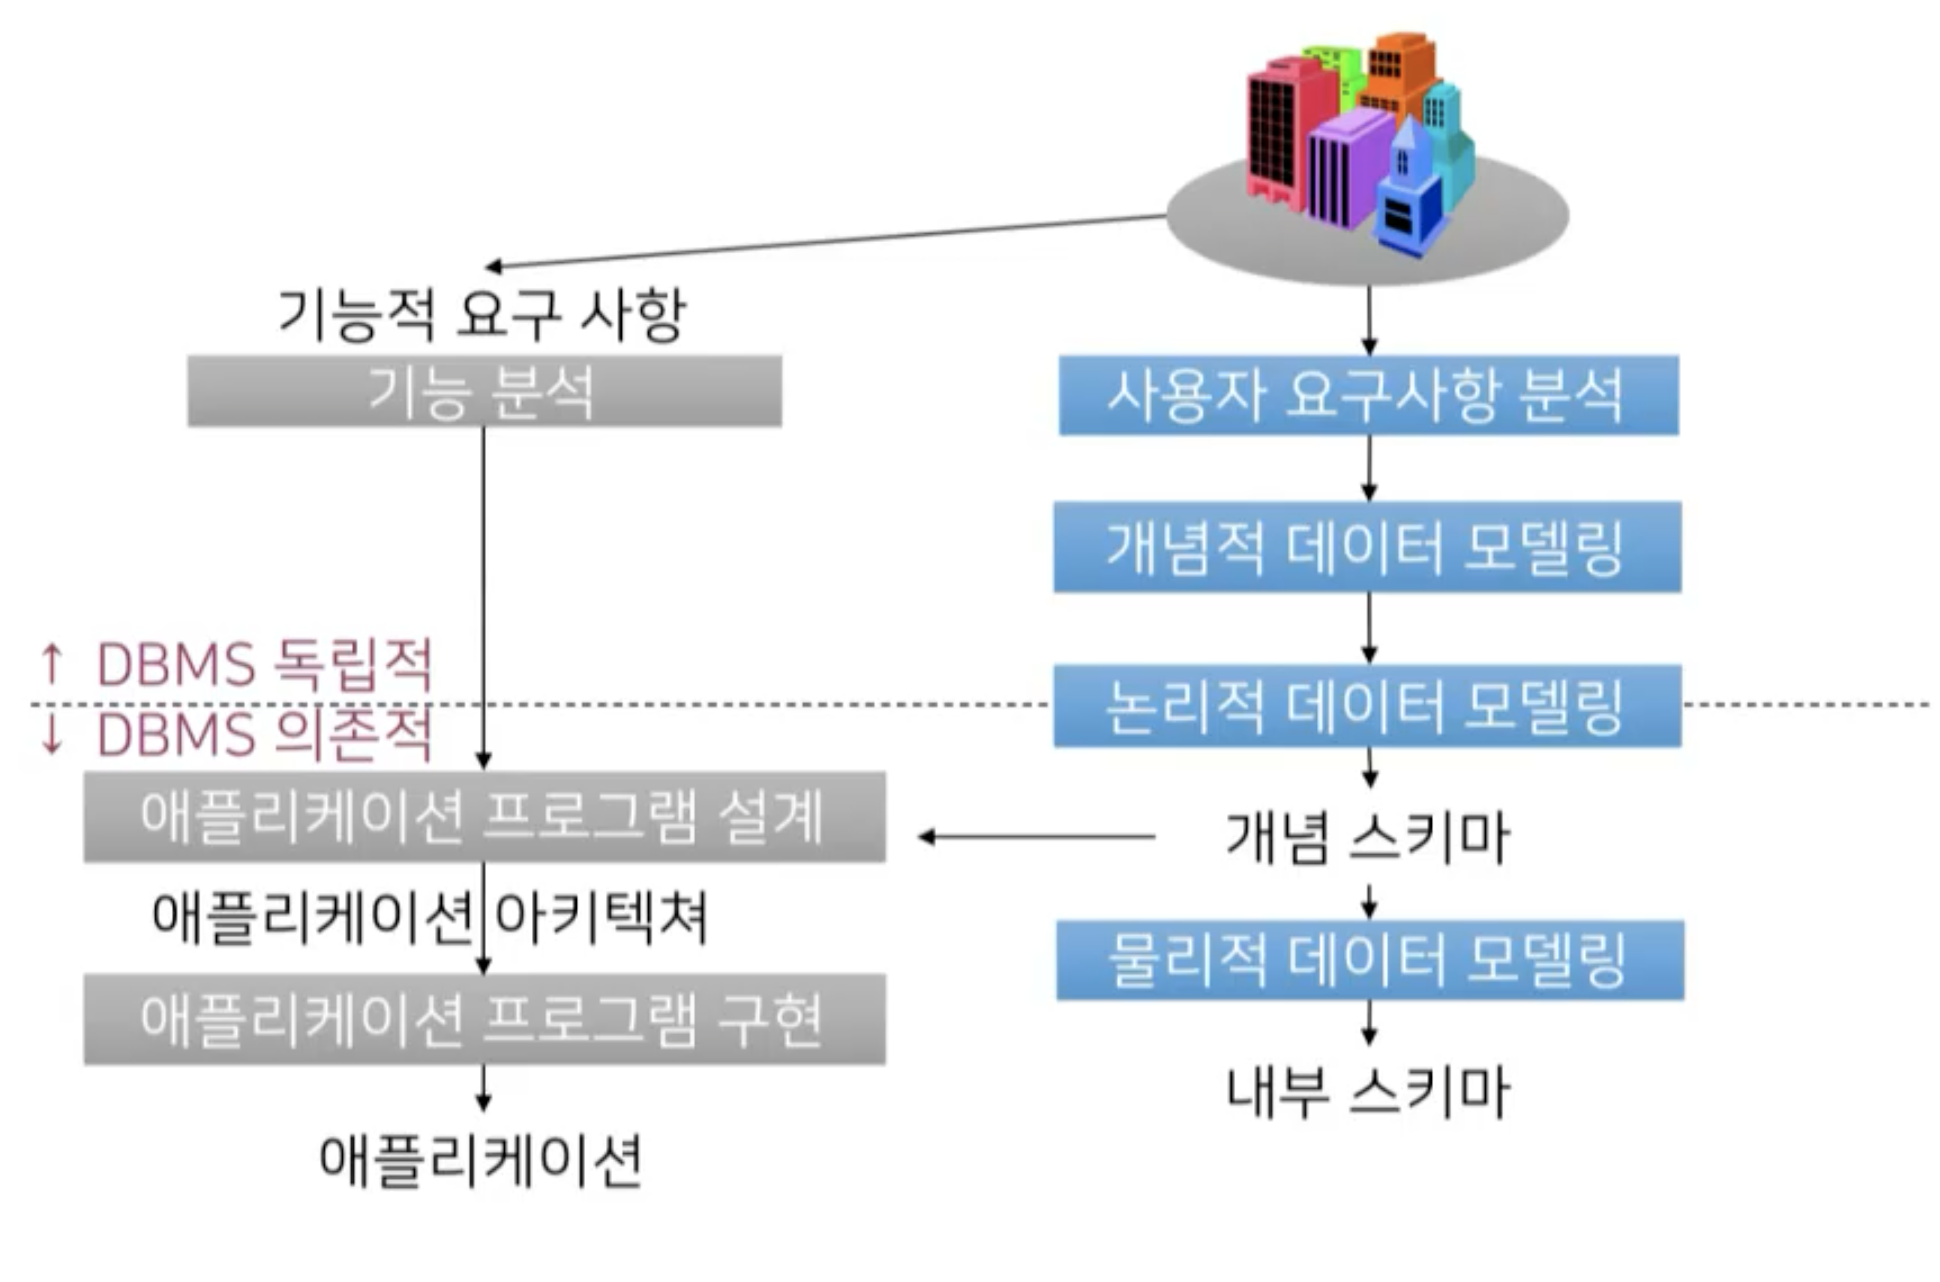 기능적 요구 사항
기능 분석
사용자 요구사항 분석
개념적 데이터 모델링
↑ DBMS 독립적
논리적 데이터 모델링
↓ DBMS 의존적
애플리케이션 프로그램 설계
개념 스키마
애플리케이션 아키텍쳐
물리적 데이터 모델링
애플리케이션 프로그램 구현
내부 스키마
애플리케이션